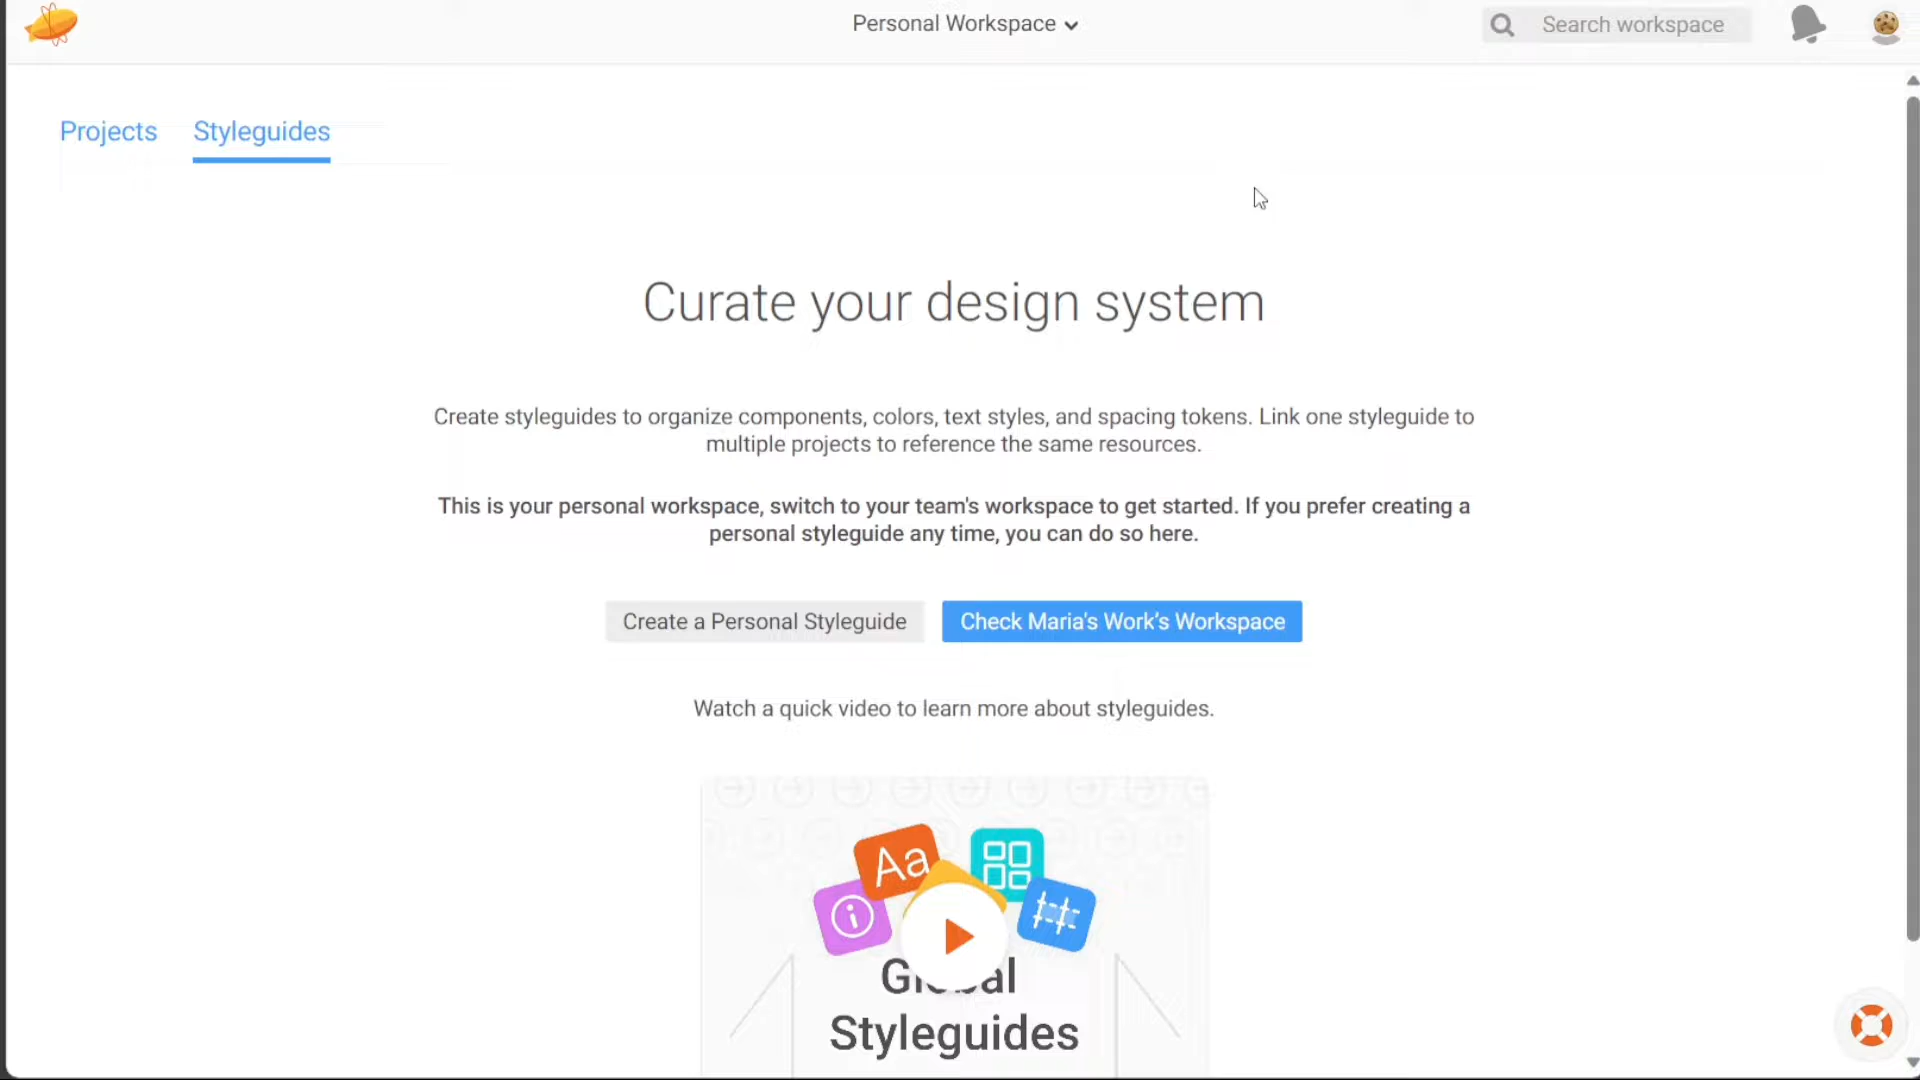 Personal Workspace
Search workspace
Projects
Styleguides
Curate your design system
Create styleguides to organize components, colors, text styles, and spacing tokens. Link one styleguide to
multiple projects to reference the same resources.
This is your personal workspace, switch to your team's workspace to get started. If you prefer creating a
personal styleguide any time, you can do so here.
Create a Personal Styleguide
Check Maria's Work's Workspace
Watch a quick video to learn more about styleguides.
Aa
Styleguides